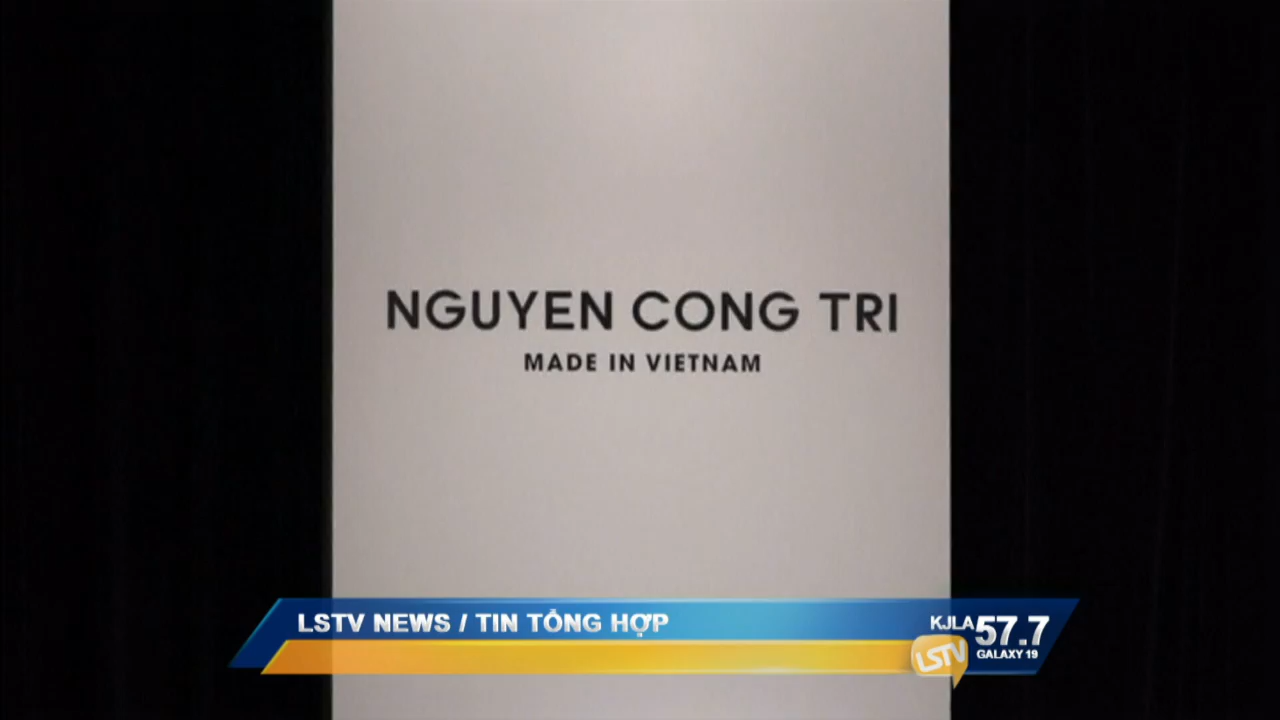 NGUYEN CONG TRI
MADE IN VIETNAM
LSTV NEWS / TIN TỔNG HỢP
KJLA 57.7
GALAXY 19
LSTV